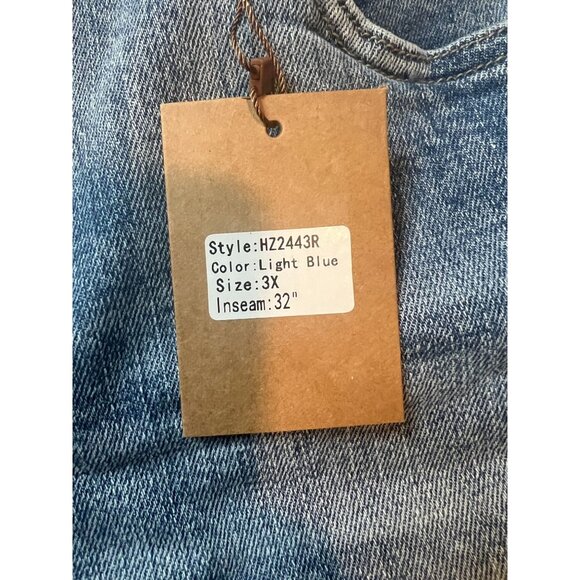 Style:HZ2443R
Color:Light Blue
Size:3X
Inseam:32"